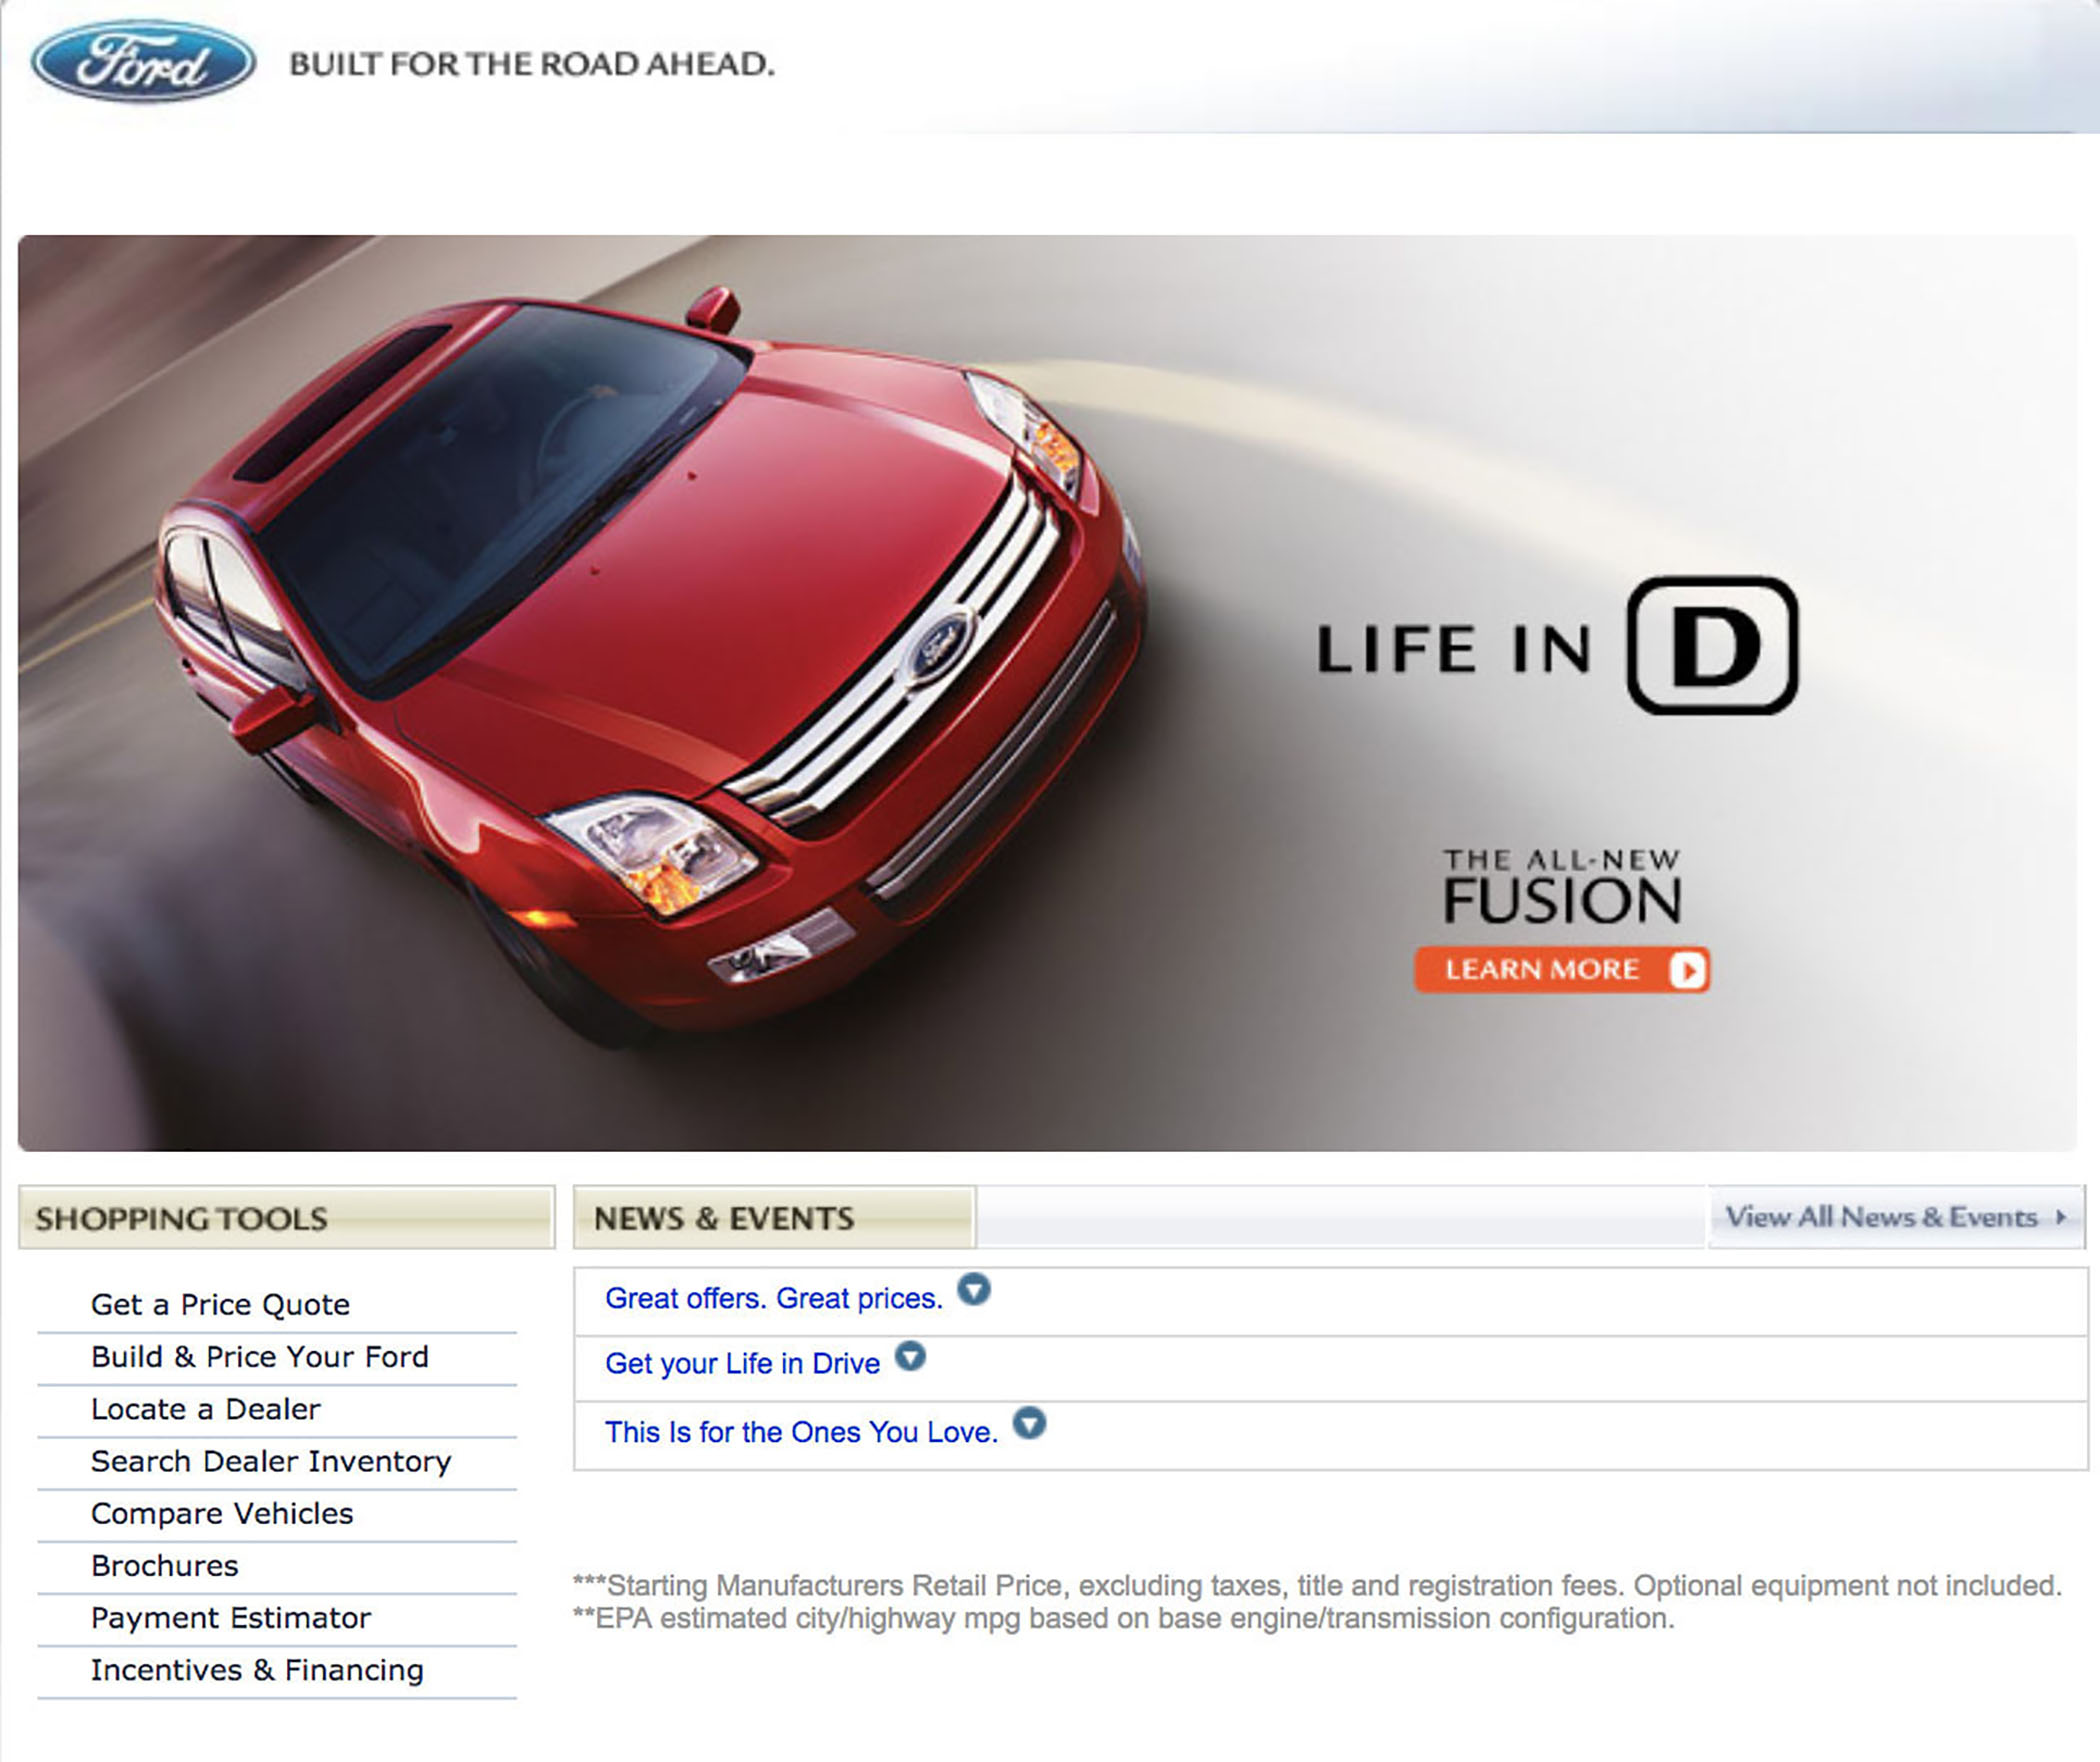 Ford BUILT FOR THE ROAD AHEAD.
Ford
LIFE IN D
THE ALL-NEW
FUSION
LEARN MORE
SHOPPING TOOLS
Get a Price Quote
Build & Price Your Ford
Locate a Dealer
Search Dealer Inventory
Compare Vehicles
Brochures
Payment Estimator
Incentives & Financing
NEWS & EVENTS
View All News & Events
Great offers. Great prices.
Get your Life in Drive
This Is for the Ones You Love.
***Starting Manufacturers Retail Price, excluding taxes, title and registration fees. Optional equipment not included.
**EPA estimated city/highway mpg based on base engine/transmission configuration.